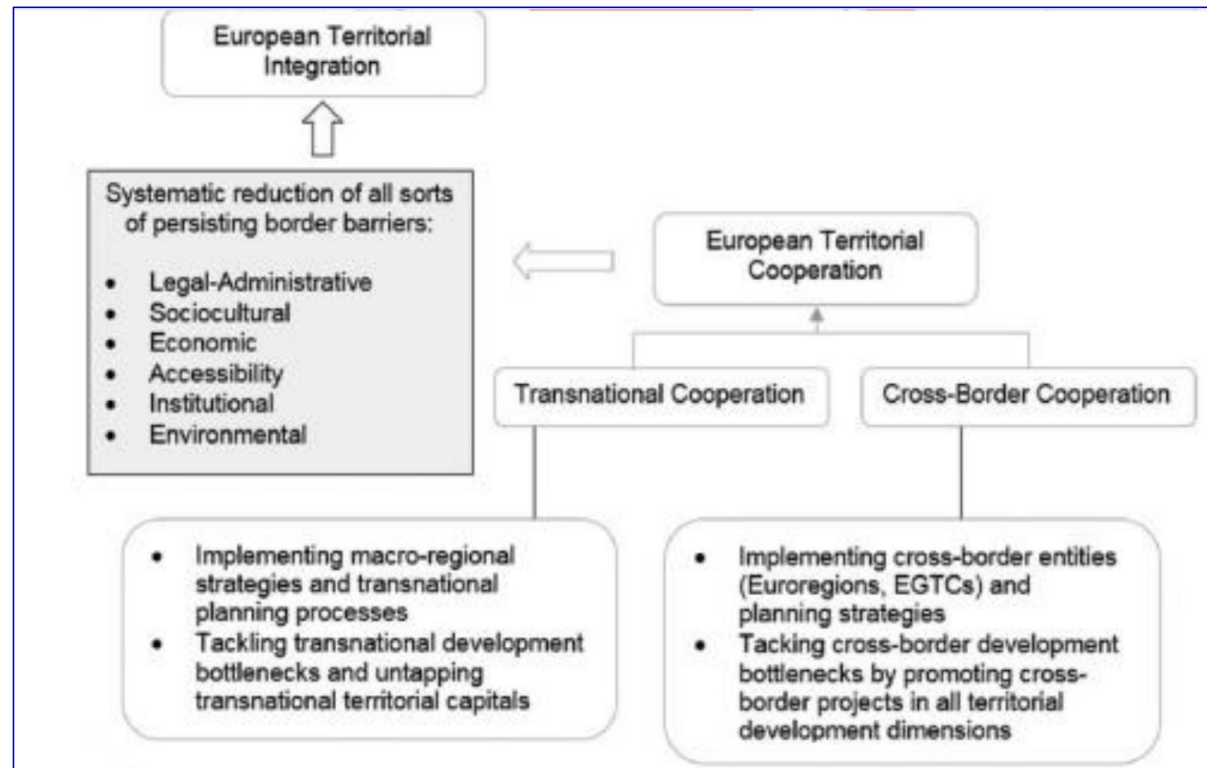 European Territorial
Integration
Systematic reduction of all sorts
of persisting border barriers:
• Legal-Administrative
• Sociocultural
• Economic
• Accessibility
• Institutional
• Environmental
European Territorial
Cooperation
Transnational Cooperation
Cross-Border Cooperation
• Implementing macro-regional
strategies and transnational
planning processes
• Tackling transnational development
bottlenecks and untapping
transnational territorial capitals
• Implementing cross-border entities
(Euroregions, EGTCs) and
planning strategies
• Tacking cross-border development
bottlenecks by promoting cross-
border projects in all territorial
development dimensions